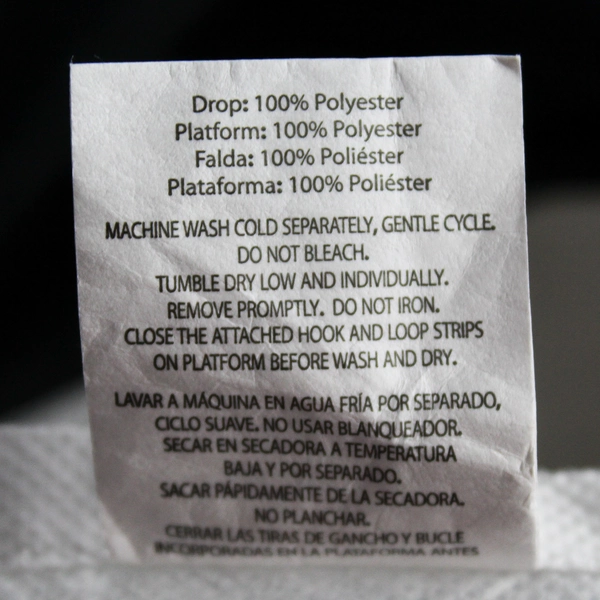 Drop: 100% Polyester
Platform: 100% Polyester
Falda: 100% Poliéster
Plataforma: 100% Poliéster
MACHINE WASH COLD SEPARATELY, GENTLE CYCLE.
DO NOT BLEACH.
TUMBLE DRY LOW AND INDIVIDUALLY.
REMOVE PROMPTLY. DO NOT IRON.
CLOSE THE ATTACHED HOOK AND LOOP STRIPS
ON PLATFORM BEFORE WASH AND DRY.
LAVAR A MÁQUINA EN AGUA FRÍA POR SEPARADO,
CICLO SUAVE. NO USAR BLANQUEADOR.
SECAR EN SECADORA A TEMPERATURA
BAJA Y POR SEPARADO.
SACAR PÁPIDAMENTE DE LA SECADORA.
NO PLANCHAR.
CERRAR LAS TIRAS DE GANCHO Y BUCLE
INCORPORADAS EN LA PLATAFORMA ANTES